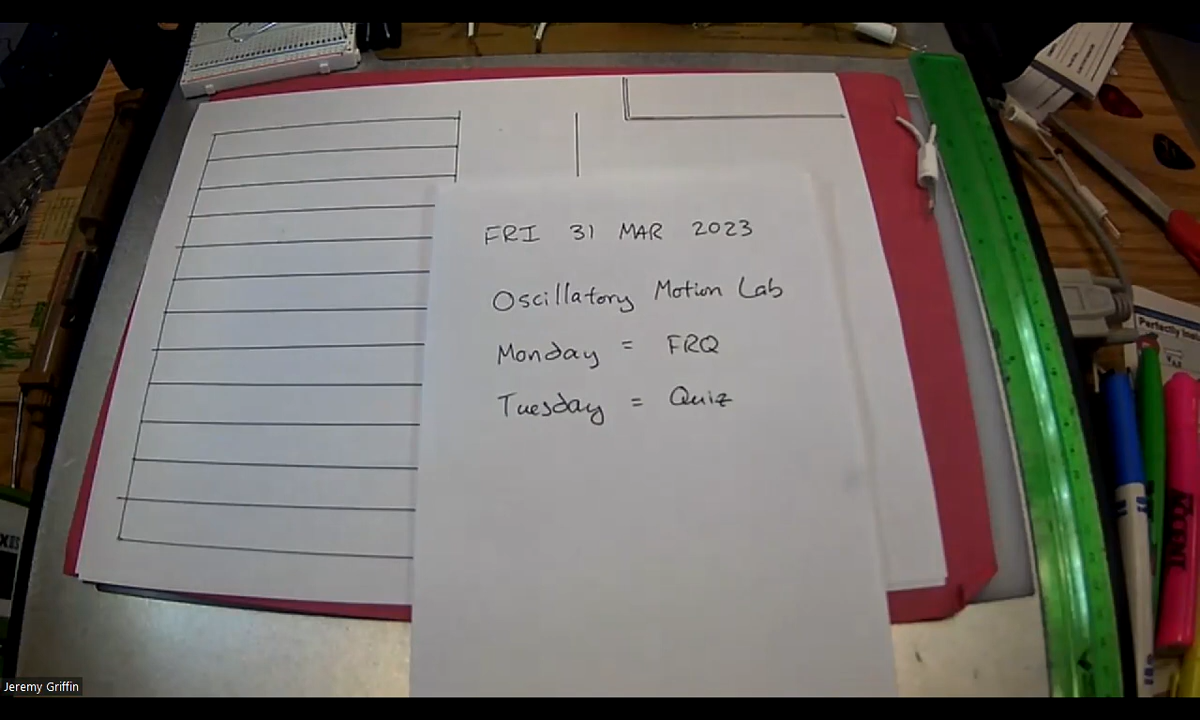 FRI 31 MAR 2023
Oscillatory Motion Lab
Monday = FRQ
Tuesday = Quiz
Jeremy Griffin